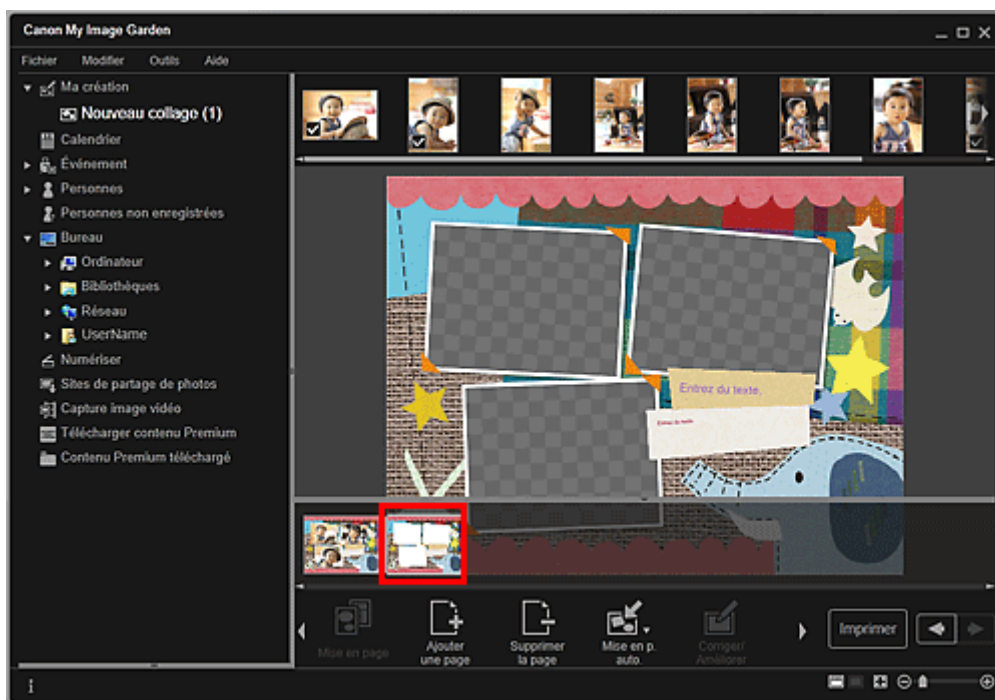 Canon My Image Garden
Fichier Modifier Outils Aide
Ma création
Nouveau collage (1)
Calendrier
Événement
Personnes
Personnes non enregistrées
Bureau
Ordinateur
Bibliothèques
Réseau
UserName
Numériser
Sites de partage de photos
Capture image vidéo
Télécharger contenu Premium
Contenu Premium téléchargé
Entrez du texte.
Entrez du texte.
Mise en page
Ajouter
une page
Supprimer
la page
Mise en p.
auto.
Corriger/
Améliorer
Imprimer